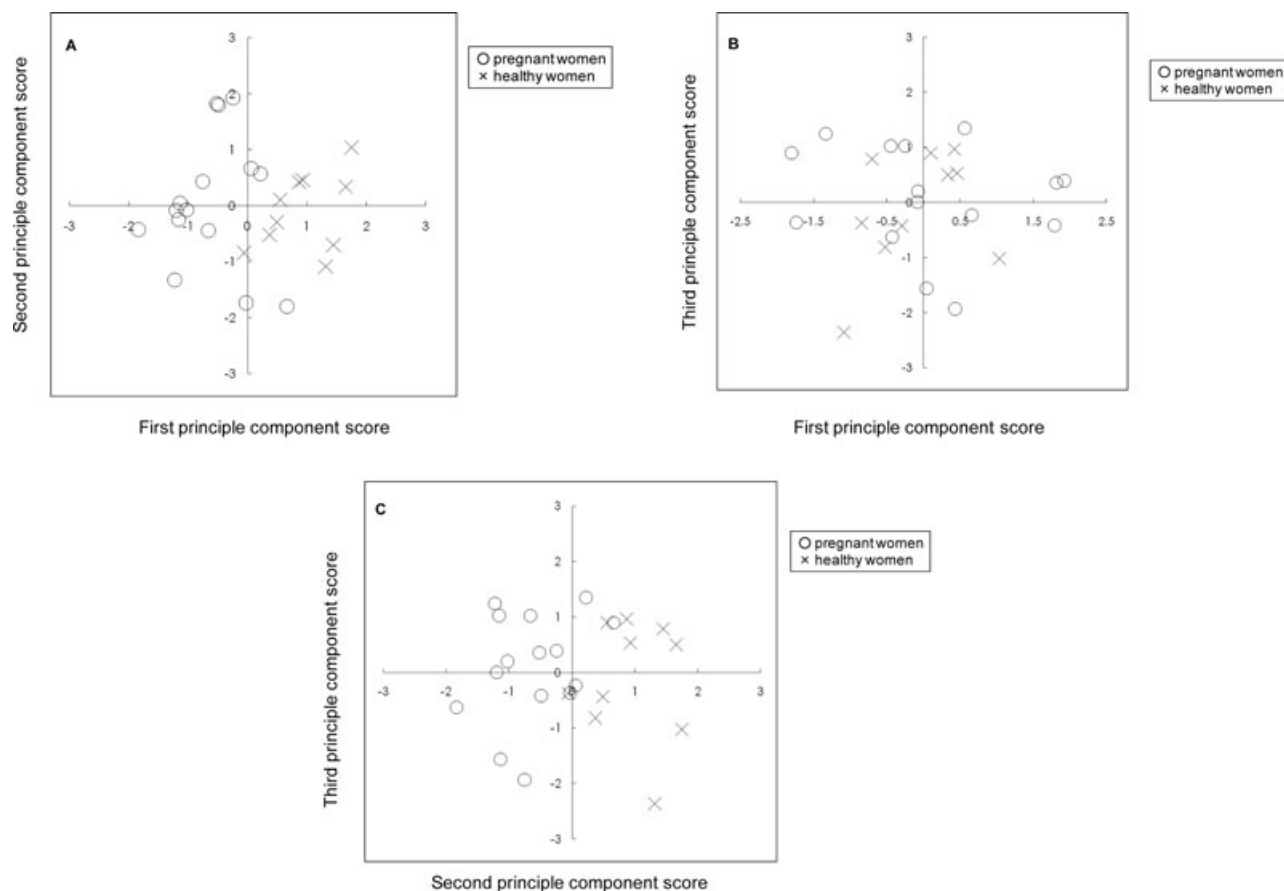 A
3
2
1
0
-3
-2
-1
0
1
2
3
-1
-2
-3
Second principle component score
First principle component score
pregnant women
healthy women
B
3
2
1
0
-2.5
-1.5
-0.5
0.5
1.5
2.5
-1
-2
-3
Third principle component score
First principle component score
pregnant women
healthy women
C
3
2
1
0
-3
-2
-1
0
1
2
3
-1
-2
-3
Third principle component score
Second principle component score
pregnant women
healthy women